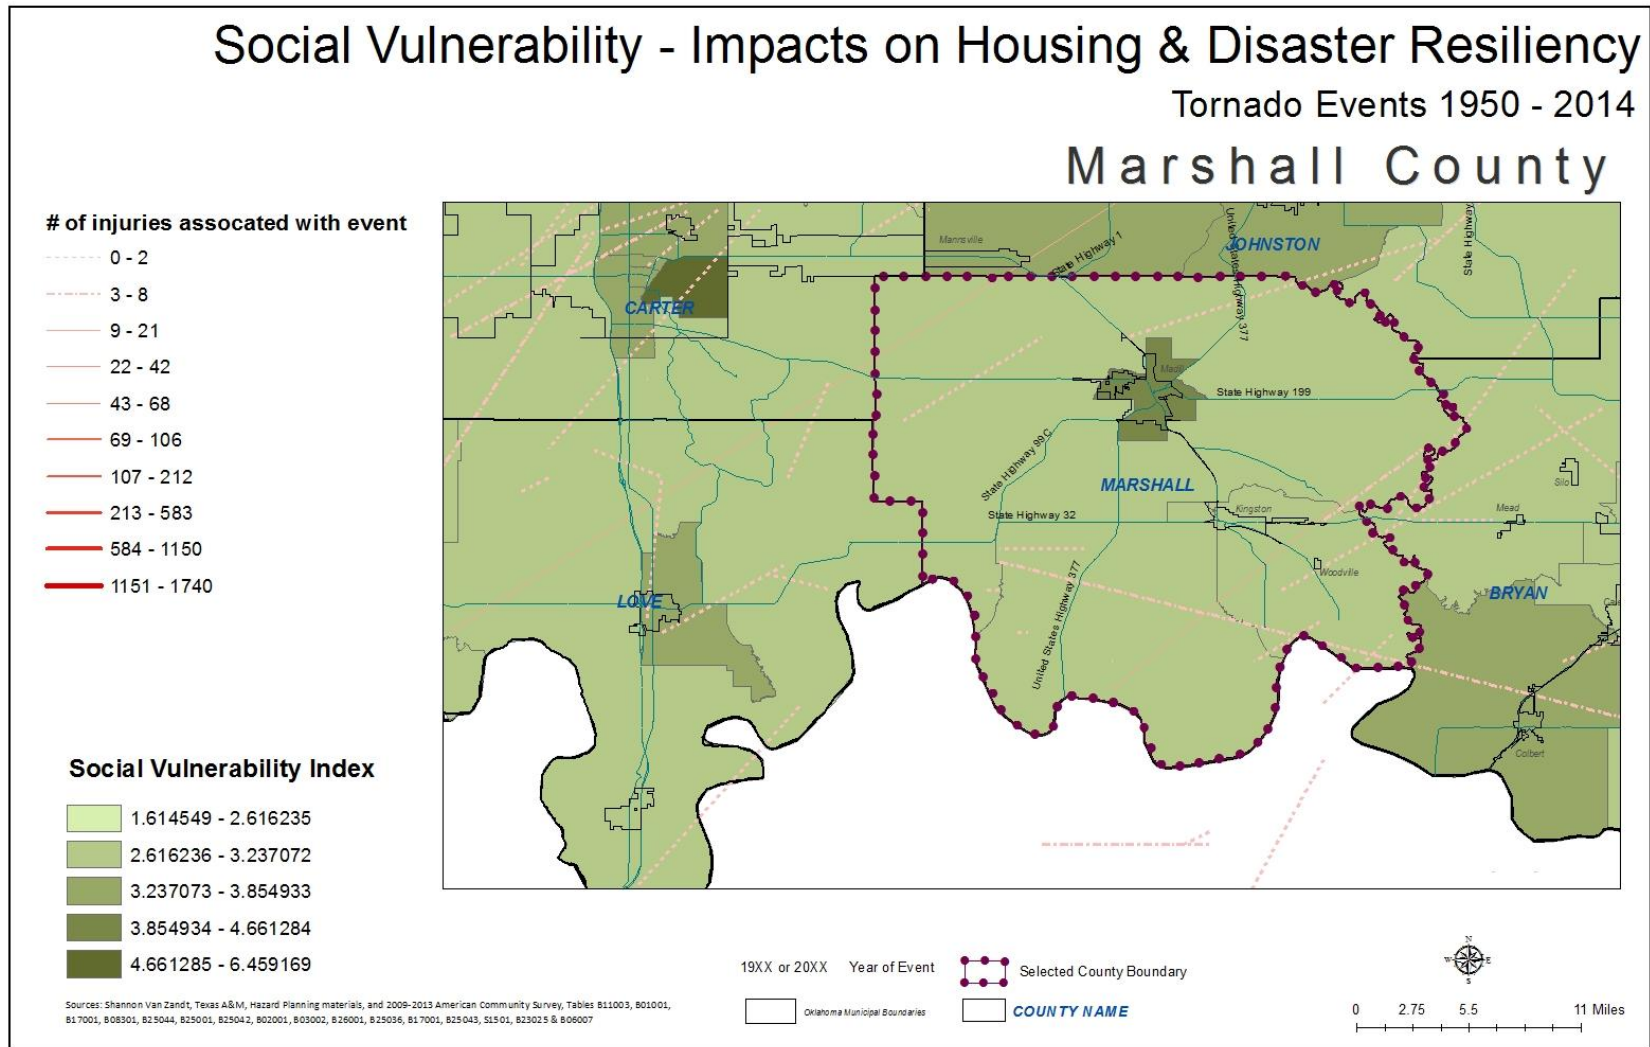 Social Vulnerability - Impacts on Housing & Disaster Resiliency
Tornado Events 1950 - 2014
Marshall County
# of injuries assocated with event
0 - 2
3 - 8
9 - 21
22 - 42
43 - 68
69 - 106
107 - 212
213 - 583
584 - 1150
1151 - 1740
Mannsville
State Highway 1
United States Highway 377
JOHNSTON
State Highway
CARTER
Madill
State Highway 199
State Highway 99C
MARSHALL
Silo
Kingston
Mead
State Highway 32
Woodville
LOVE
BRYAN
United States Highway 377
Colbert
Social Vulnerability Index
1.614549 - 2.616235
2.616236 - 3.237072
3.237073 - 3.854933
3.854934 - 4.661284
4.661285 - 6.459169
19XX or 20XX Year of Event
Selected County Boundary
Oklahoma Municipal Boundaries
COUNTY NAME
N
W E
S
0 2.75 5.5 11 Miles
Sources: Shannon Van Zandt, Texas A&M, Hazard Planning materials, and 2009-2013 American Community Survey, Tables B11003, B01001,
B17001, B08301, B25044, B25001, B25042, B02001, B03002, B26001, B25036, B17001, B25043, S1501, B23025 & B06007